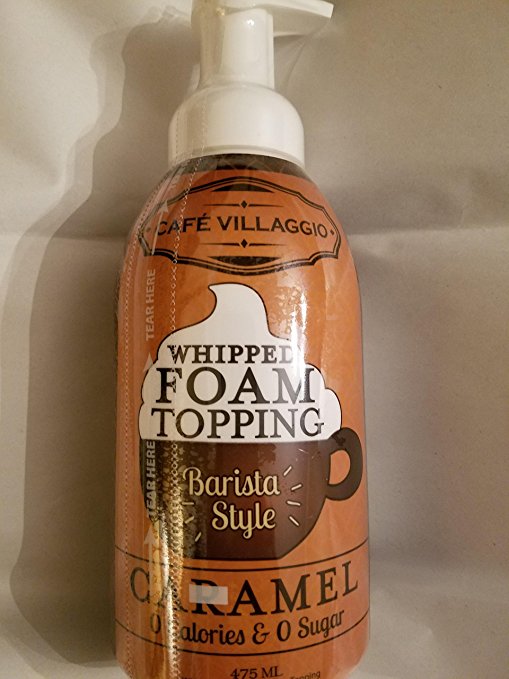 CAFÉ VILLAGGIO
TEAR HERE
WHIPPED
FOAM
TOPPING
TEAR HERE
Barista
Style
CARAMEL
0 Calories & 0 Sugar
475 ML